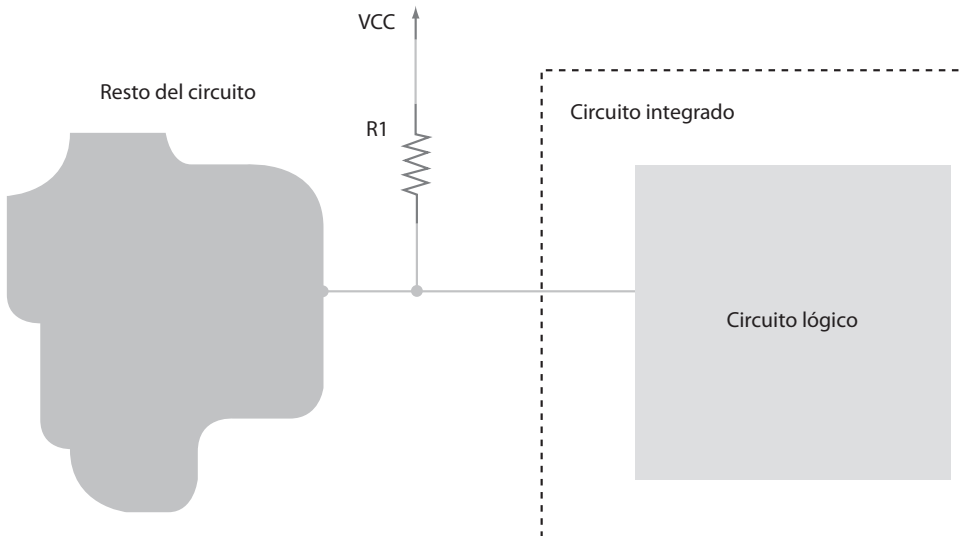 VCC
Resto del circuito
Circuito integrado
R1
Circuito lógico